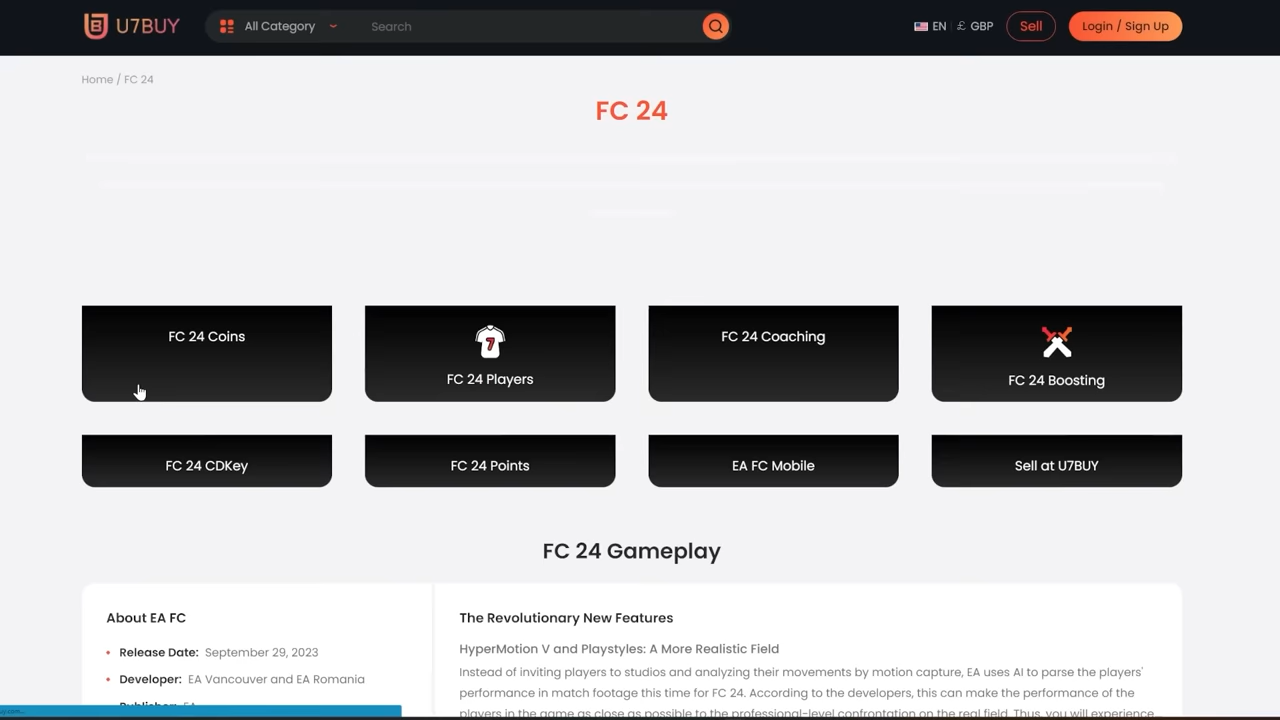 U7BUY
All Category
Search
EN
£ GBP
Sell
Login / Sign Up
Home / FC 24
FC 24
FC 24 Coins
7
FC 24 Players
FC 24 Coaching
FC 24 Boosting
FC 24 CDKey
FC 24 Points
EA FC Mobile
Sell at U7BUY
FC 24 Gameplay
About EA FC
• Release Date: September 29, 2023
• Developer: EA Vancouver and EA Romania
The Revolutionary New Features
HyperMotion V and Playstyles: A More Realistic Field
Instead of inviting players to studios and analyzing their movements by motion capture, EA uses AI to parse the players'
performance in match footage this time for FC 24. According to the developers, this can make the performance of the
players in the game as close as possible to the professional-level confrontation on the real field. Thus, you will experience